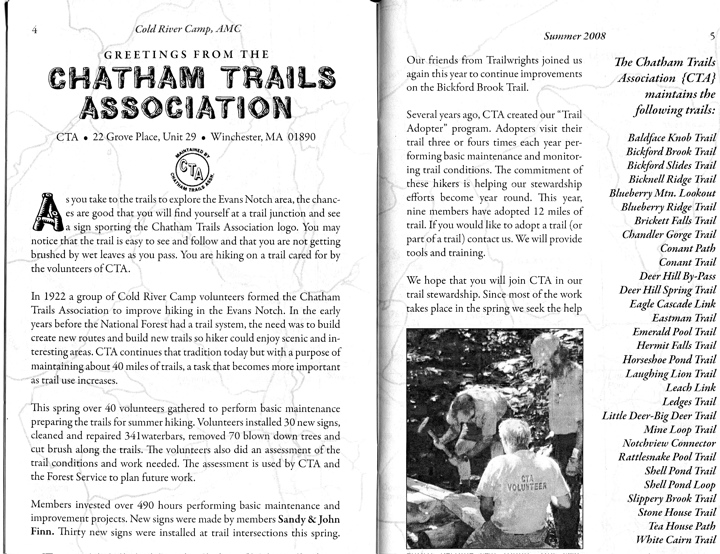 4
Cold River Camp, AMC
GREETINGS FROM THE
CHATHAM TRAILS
ASSOCIATION
CTA • 22 Grove Place, Unit 29 • Winchester, MA 01890
MAINTAINED BY
CTA
CHATHAM TRAILS ASSN.
As you take to the trails to explore the Evans Notch area, the chanc-
es are good that you will find yourself at a trail junction and see
a sign sporting the Chatham Trails Association logo. You may
notice that the trail is easy to see and follow and that you are not getting
brushed by wet leaves as you pass. You are hiking on a trail cared for by
the volunteers of CTA.
In 1922 a group of Cold River Camp volunteers formed the Chatham
Trails Association to improve hiking in the Evans Notch. In the early
years before the National Forest had a trail system, the need was to build
create new routes and build new trails so hiker could enjoy scenic and in-
teresting areas. CTA continues that tradition today but with a purpose of
maintaining about 40 miles of trails, a task that becomes more important
as trail use increases.
This spring over 40 volunteers gathered to perform basic maintenance
preparing the trails for summer hiking. Volunteers installed 30 new signs,
cleaned and repaired 341waterbars, removed 70 blown down trees and
cut brush along the trails. The volunteers also did an assessment of the
trail conditions and work needed. The assessment is used by CTA and
the Forest Service to plan future work.
Members invested over 490 hours performing basic maintenance and
improvement projects. New signs were made by members Sandy & John
Finn. Thirty new signs were installed at trail intersections this spring.
Summer 2008
5
Our friends from Trailwrights joined us
again this year to continue improvements
on the Bickford Brook Trail.
Several years ago, CTA created our "Trail
Adopter" program. Adopters visit their
trail three or fours times each year per-
forming basic maintenance and monitor-
ing trail conditions. The commitment of
these hikers is helping our stewardship
efforts become year round. This year,
nine members have adopted 12 miles of
trail. If you would like to adopt a trail (or
part of a trail) contact us. We will provide
tools and training.
We hope that you will join CTA in our
trail stewardship. Since most of the work
takes place in the spring we seek the help
CTA
VOLUNTEER
The Chatham Trails
Association {CTA}
maintains the
following trails:
Baldface Knob Trail
Bickford Brook Trail
Bickford Slides Trail
Bicknell Ridge Trail
Blueberry Mtn. Lookout
Blueberry Ridge Trail
Brickett Falls Trail
Chandler Gorge Trail
Conant Path
Conant Trail
Deer Hill By-Pass
Deer Hill Spring Trail
Eagle Cascade Link
Eastman Trail
Emerald Pool Trail
Hermit Falls Trail
Horseshoe Pond Trail
Laughing Lion Trail
Leach Link
Ledges Trail
Little Deer-Big Deer Trail
Mine Loop Trail
Notchview Connector
Rattlesnake Pool Trail
Shell Pond Trail
Shell Pond Loop
Slippery Brook Trail
Stone House Trail
Tea House Path
White Cairn Trail